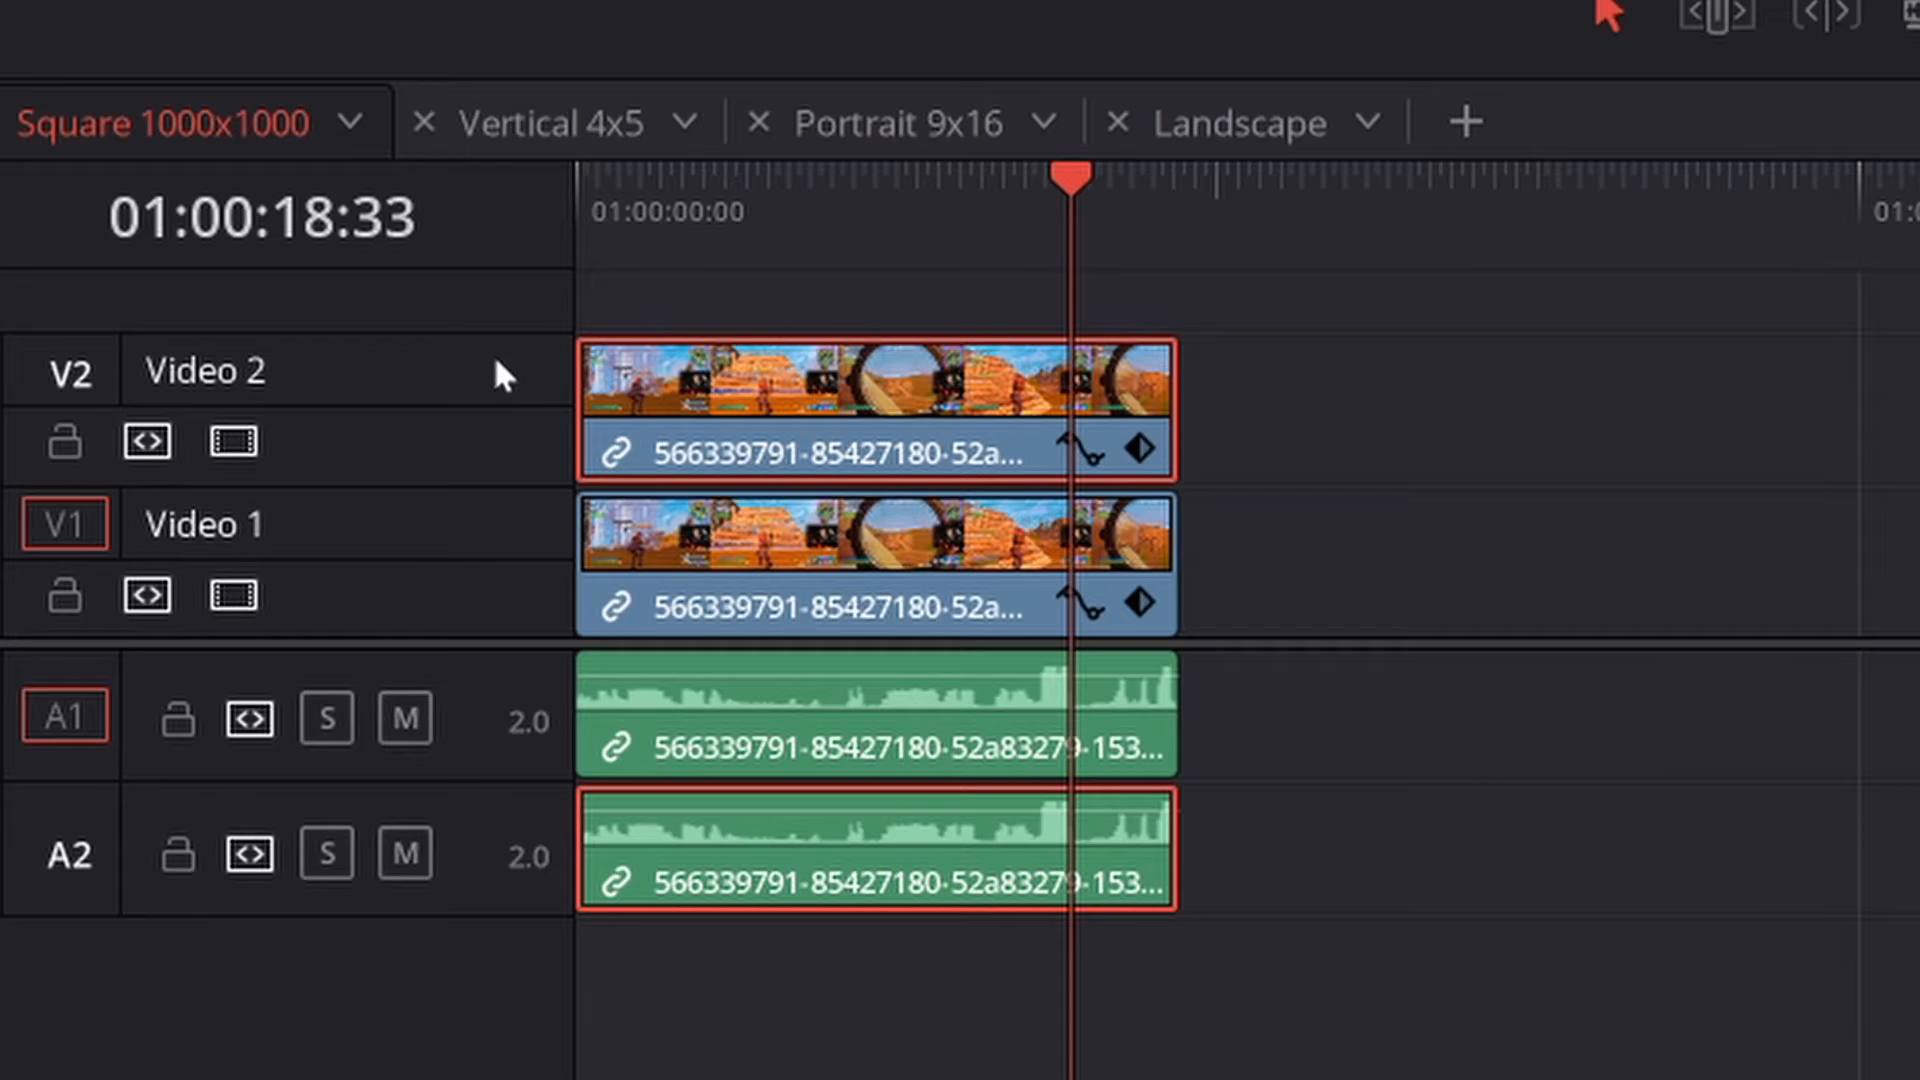 Square 1000x1000 Vertical 4x5 Portrait 9x16 Landscape
01:00:18:33
01:00:00:00
V2 Video 2
566339791-85427180-52a...
V1 Video 1
566339791-85427180-52a...
A1 S M 2.0
566339791-85427180-52a83279-153...
A2 S M 2.0
566339791-85427180-52a83279-153...